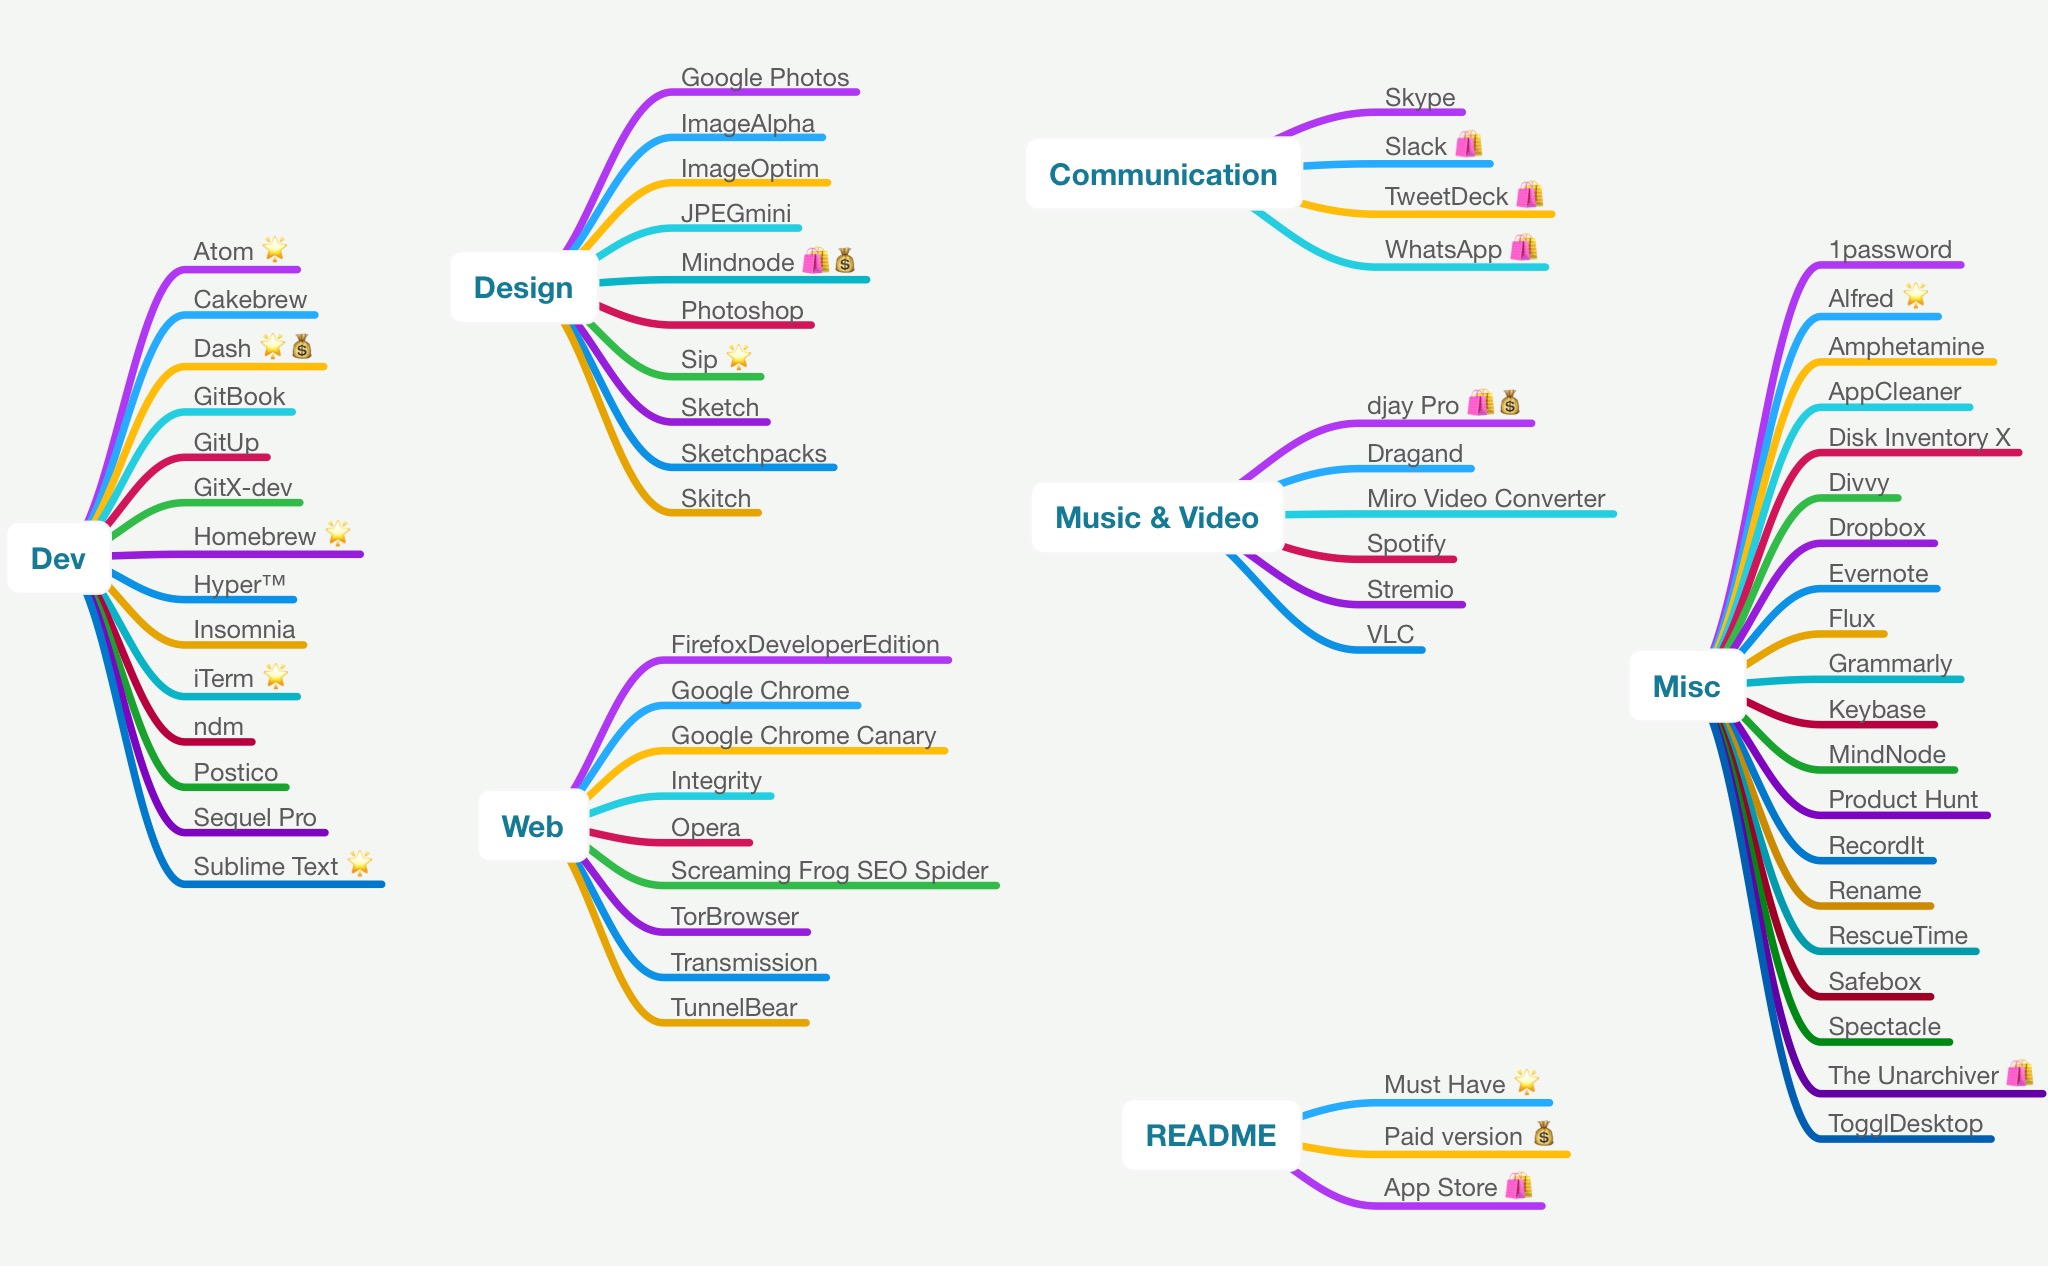 Dev
Atom 🌟
Cakebrew
Dash 🌟💰
GitBook
GitUp
GitX-dev
Homebrew 🌟
Hyper™
Insomnia
iTerm 🌟
ndm
Postico
Sequel Pro
Sublime Text 🌟
Design
Google Photos
ImageAlpha
ImageOptim
JPEGmini
Mindnode 🛍💰
Photoshop
Sip 🌟
Sketch
Sketchpacks
Skitch
Web
FirefoxDeveloperEdition
Google Chrome
Google Chrome Canary
Integrity
Opera
Screaming Frog SEO Spider
TorBrowser
Transmission
TunnelBear
Communication
Skype
Slack 🛍
TweetDeck 🛍
WhatsApp 🛍
Music & Video
djay Pro 🛍💰
Dragand
Miro Video Converter
Spotify
Stremio
VLC
README
Must Have 🌟
Paid version 💰
App Store 🛍
Misc
1password
Alfred 🌟
Amphetamine
AppCleaner
Disk Inventory X
Divvy
Dropbox
Evernote
Flux
Grammarly
Keybase
MindNode
Product Hunt
RecordIt
Rename
RescueTime
Safebox
Spectacle
The Unarchiver 🛍
TogglDesktop